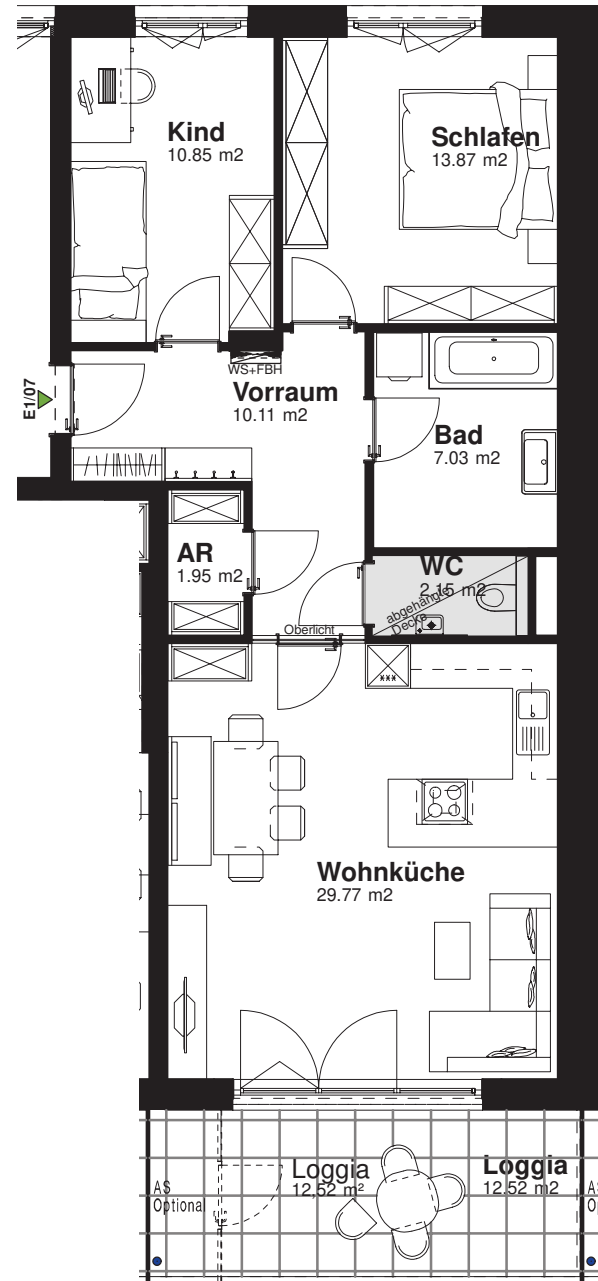 Kind
10.85 m2
Schlafen
13.87 m2
WS+FBH
E1/07
Vorraum
10.11 m2
Bad
7.03 m2
AR
1.95 m2
WC
2.15 m2
abgehängte
Decke
Oberlicht
***
Wohnküche
29.77 m2
Loggia
12,52 m²
Loggia
12.52 m2
AS
Optional
AS
Op